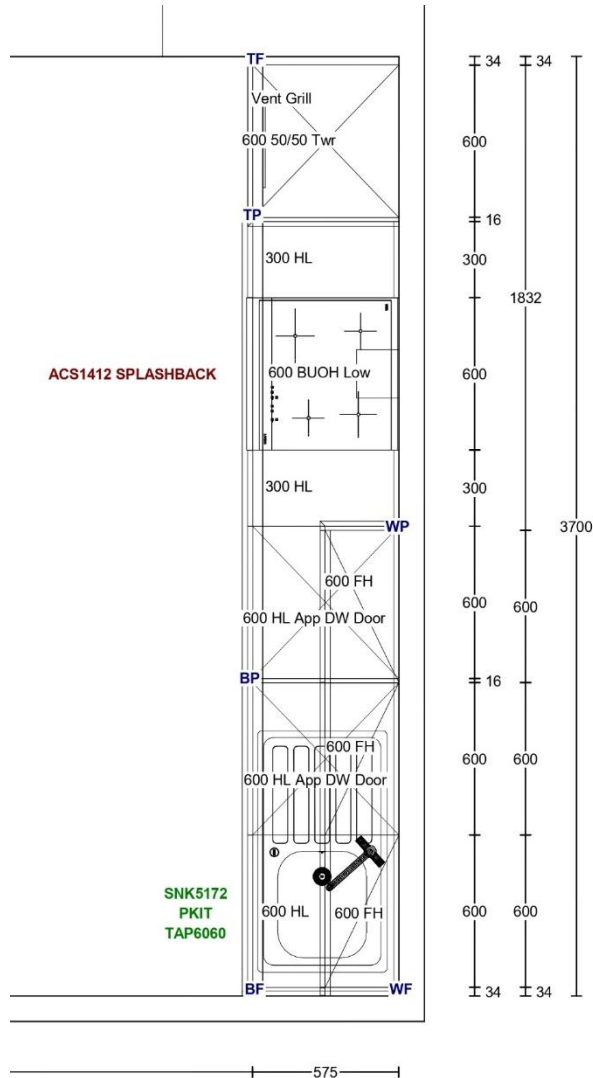 TF
34
34
Vent Grill
600 50/50 Twr
600
TP
16
300 HL
300
1832
ACS1412 SPLASHBACK
600 BUOH Low
600
300 HL
300
WP
3700
600 FH
600
600
600 HL App DW Door
BP
16
600 FH
600
600
600 HL App DW Door
SNK5172
PKIT
TAP6060
600 HL
600 FH
600
600
BF
WF
34
34
575